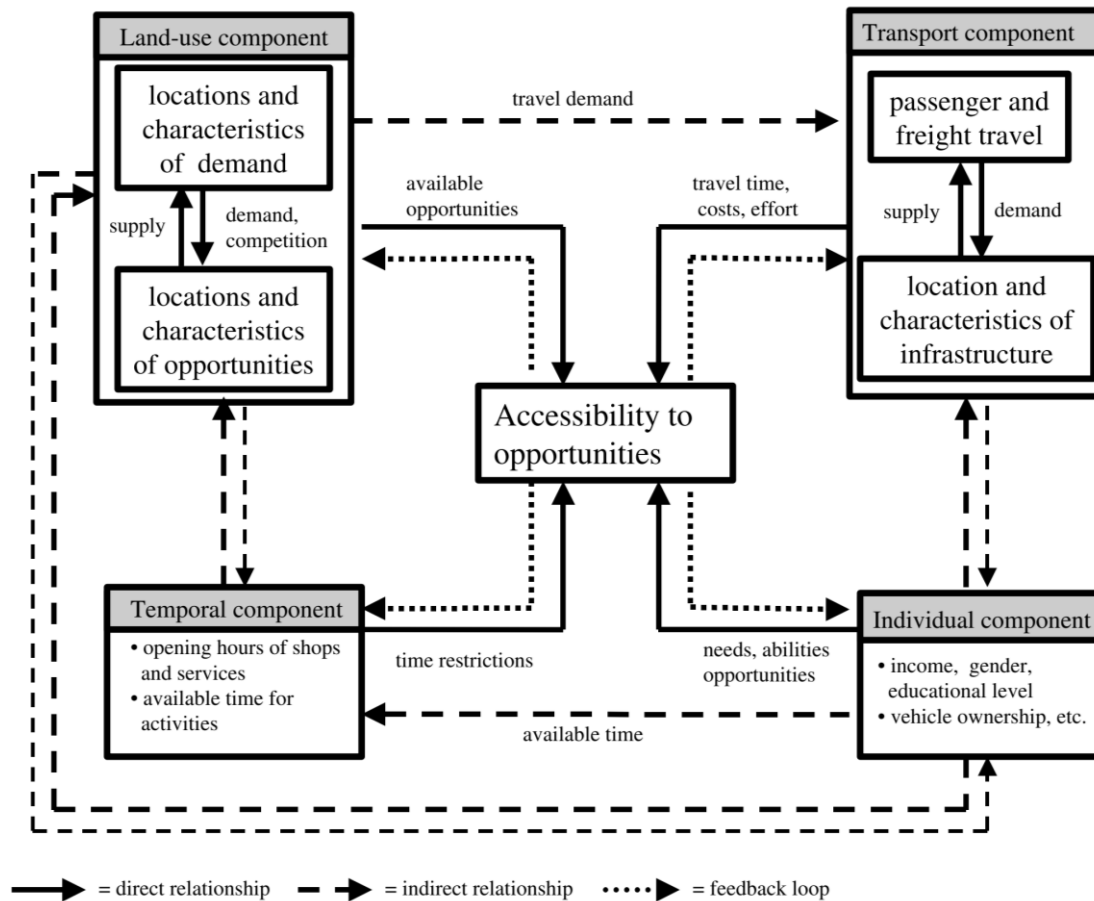 Land-use component
locations and
characteristics
of demand
supply
demand,
competition
locations and
characteristics
of opportunities
travel demand
available
opportunities
Transport component
passenger and
freight travel
travel time,
costs, effort
supply
demand
location and
characteristics of
infrastructure
Accessibility to
opportunities
Temporal component
• opening hours of shops
and services
• available time for
activities
time restrictions
needs, abilities
opportunities
available time
Individual component
• income, gender,
educational level
• vehicle ownership, etc.
= direct relationship
= indirect relationship
= feedback loop